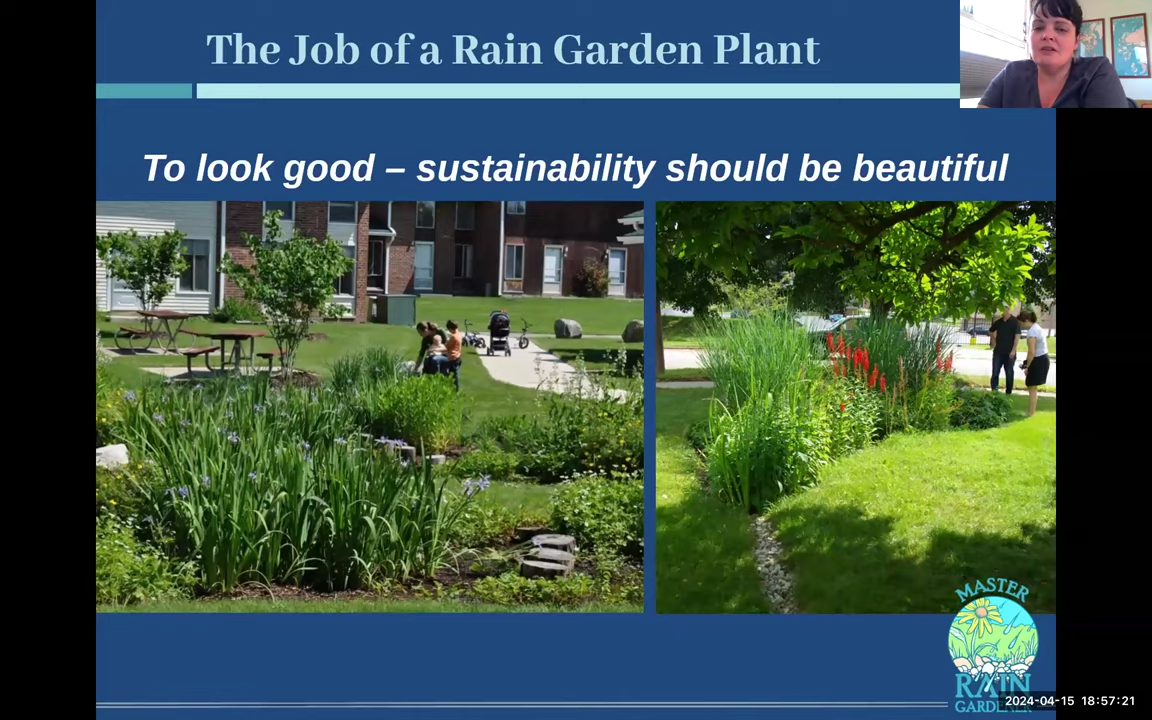 The Job of a Rain Garden Plant
To look good – sustainability should be beautiful
MASTER
RAIN
GARDENER
2024-04-15 18:57:21